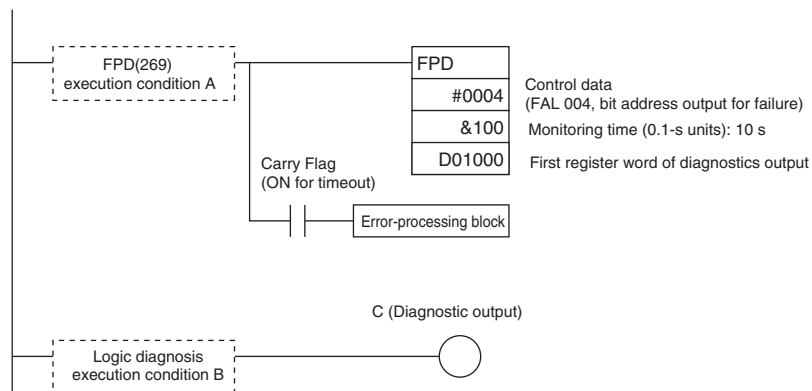 FPD(269)
execution condition A
FPD
#0004
&100
D01000
Control data
(FAL 004, bit address output for failure)
Monitoring time (0.1-s units): 10 s
First register word of diagnostics output
Carry Flag
(ON for timeout)
Error-processing block
C (Diagnostic output)
Logic diagnosis
execution condition B